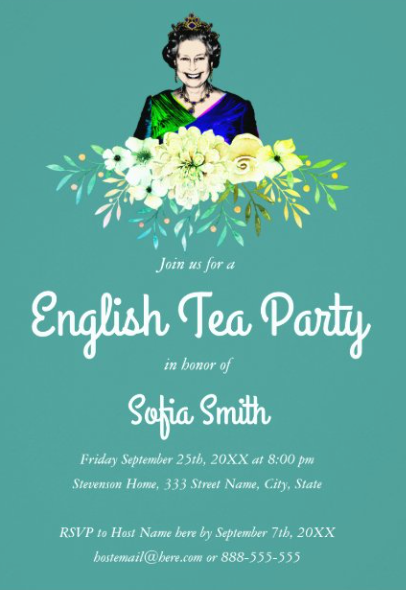 Join us for a
English Tea Party
in honor of
Sofia Smith
Friday September 25th, 20XX at 8:00 pm
Stevenson Home, 333 Street Name, City, State
RSVP to Host Name here by September 7th, 20XX
hostemail@here.com or 888-555-555